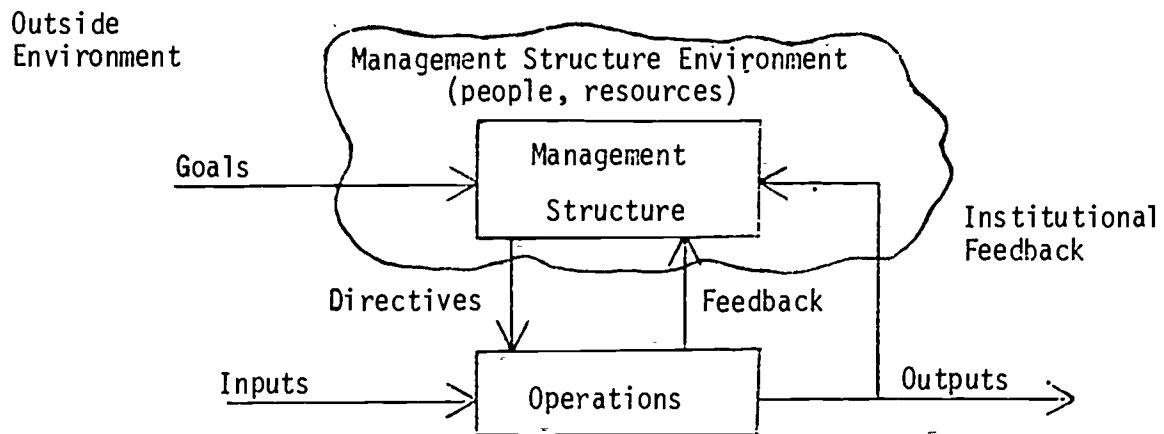 Outside
Environment
Management Structure Environment
(people, resources)
Management
Structure
Goals
Institutional
Feedback
Directives
Feedback
Inputs
Operations
Outputs